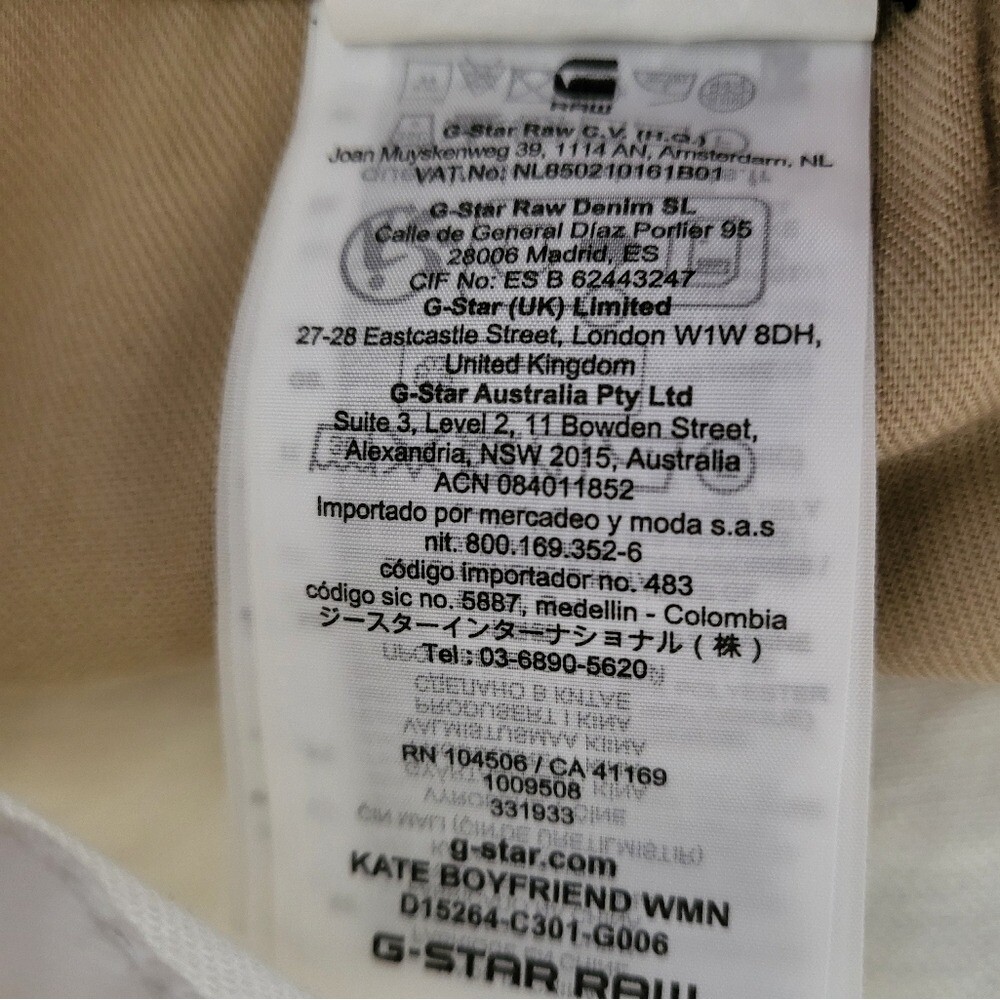 RAW
G-Star Raw C.V. (H.Q.)
Joan Muyskenweg 39, 1114 AN, Amsterdam, NL
VAT.No: NL850210161B01
G-Star Raw Denim SL
Calle de General Díaz Porlier 95
28006 Madrid, ES
CIF No: ES B 62443247
G-Star (UK) Limited
27-28 Eastcastle Street, London W1W 8DH,
United Kingdom
G-Star Australia Pty Ltd
Suite 3, Level 2, 11 Bowden Street,
Alexandria, NSW 2015, Australia
ACN 084011852
Importado por mercadeo y moda s.a.s
nit. 800.169.352-6
código importador no. 483
código sic no. 5887, medellin - Colombia
ジースターインターナショナル(株)
Tel : 03-6890-5620
RN 104506 / CA 41169
1009508
331933
g-star.com
KATE BOYFRIEND WMN
D15264-C301-G006
G-STAR RAW